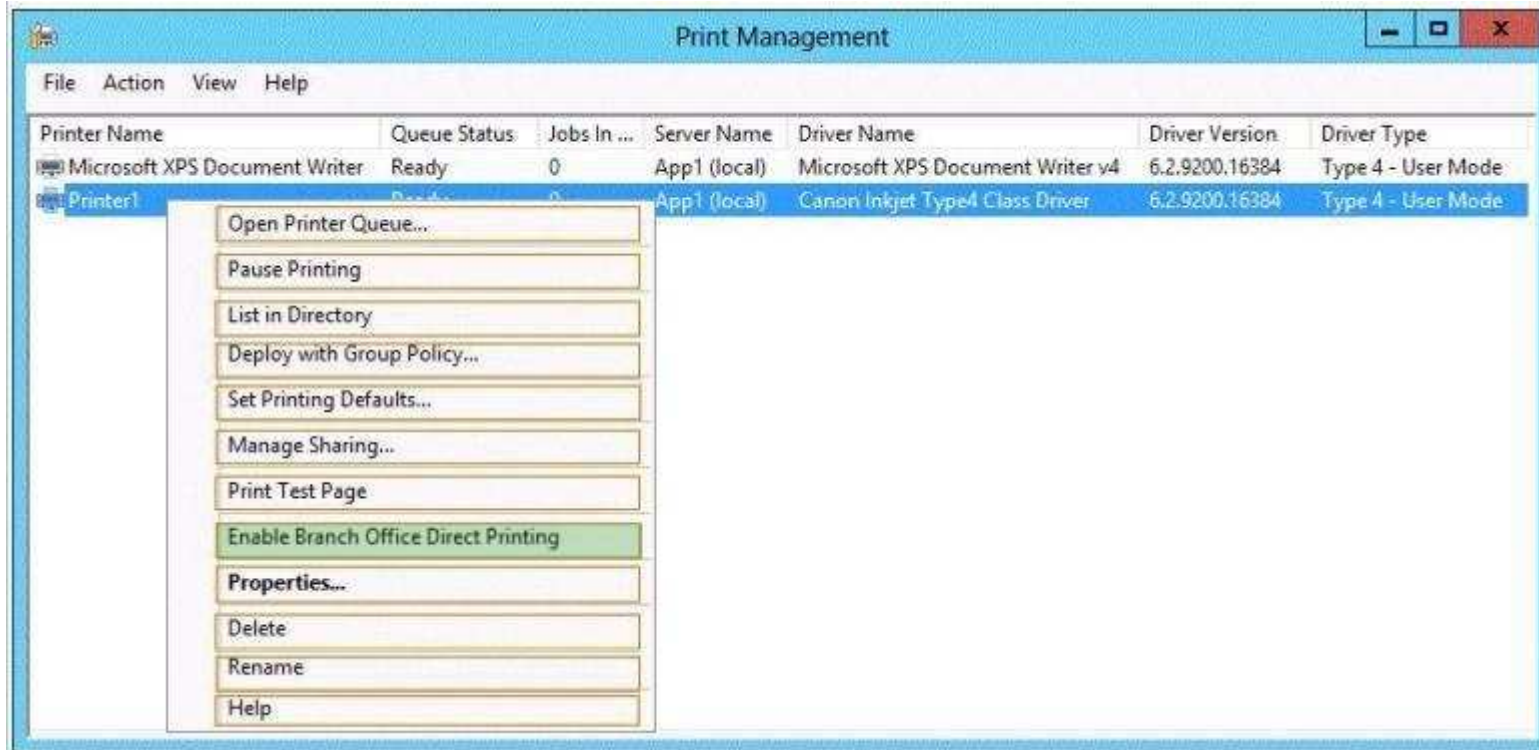 Print Management
File Action View Help
Printer Name Queue Status Jobs In ... Server Name Driver Name Driver Version Driver Type
Microsoft XPS Document Writer Ready 0 App1 (local) Microsoft XPS Document Writer v4 6.2.9200.16384 Type 4 - User Mode
Printer1 Ready 0 App1 (local) Canon Inkjet Type4 Class Driver 6.2.9200.16384 Type 4 - User Mode
Open Printer Queue...
Pause Printing
List in Directory
Deploy with Group Policy...
Set Printing Defaults...
Manage Sharing...
Print Test Page
Enable Branch Office Direct Printing
Properties...
Delete
Rename
Help